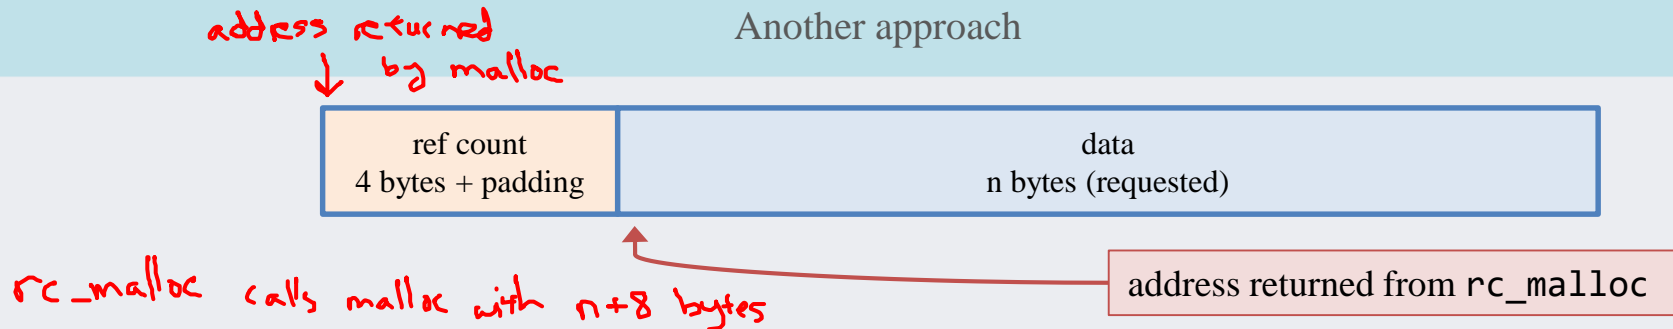 Another approach
address returned
by malloc
ref count
4 bytes + padding
data
n bytes (requested)
address returned from rc_malloc
rc_malloc calls malloc with n+8 bytes